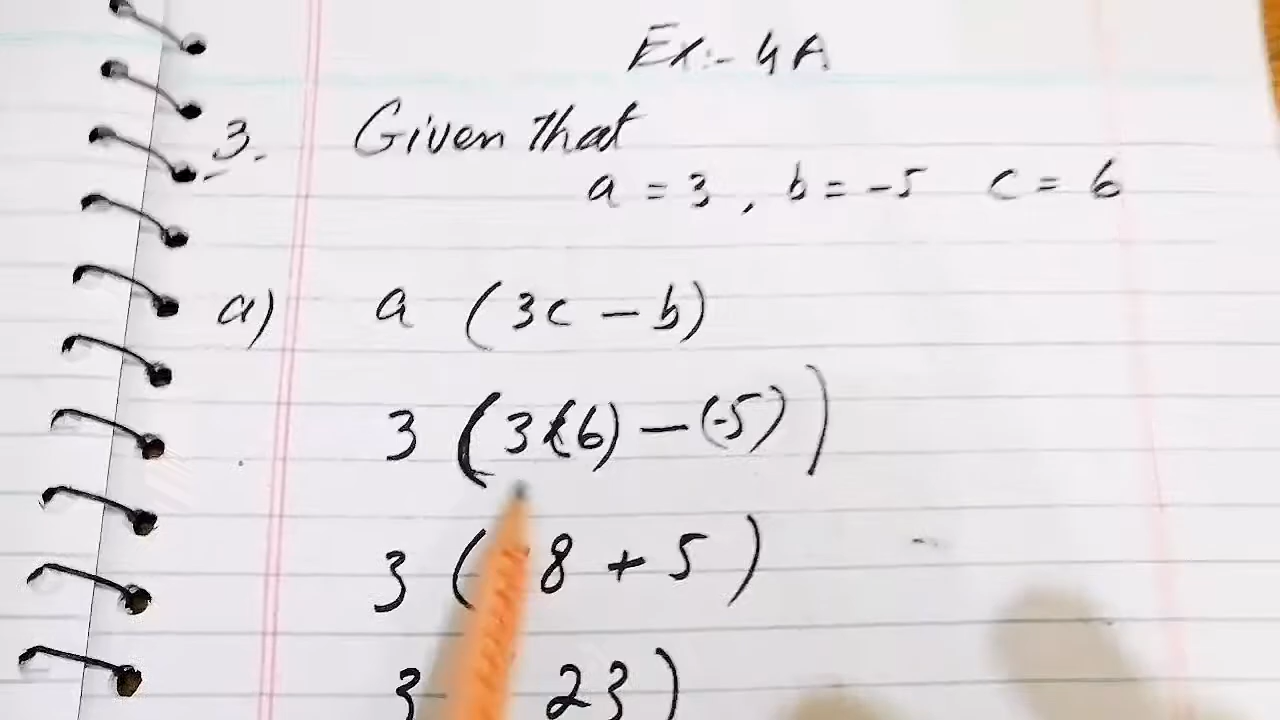 Ex:- 4A
3. Given that
a = 3, b = -5 c = 6
a) a (3c - b)
3 (3(6) - (-5))
3 ( 8 + 5 )
3 23)